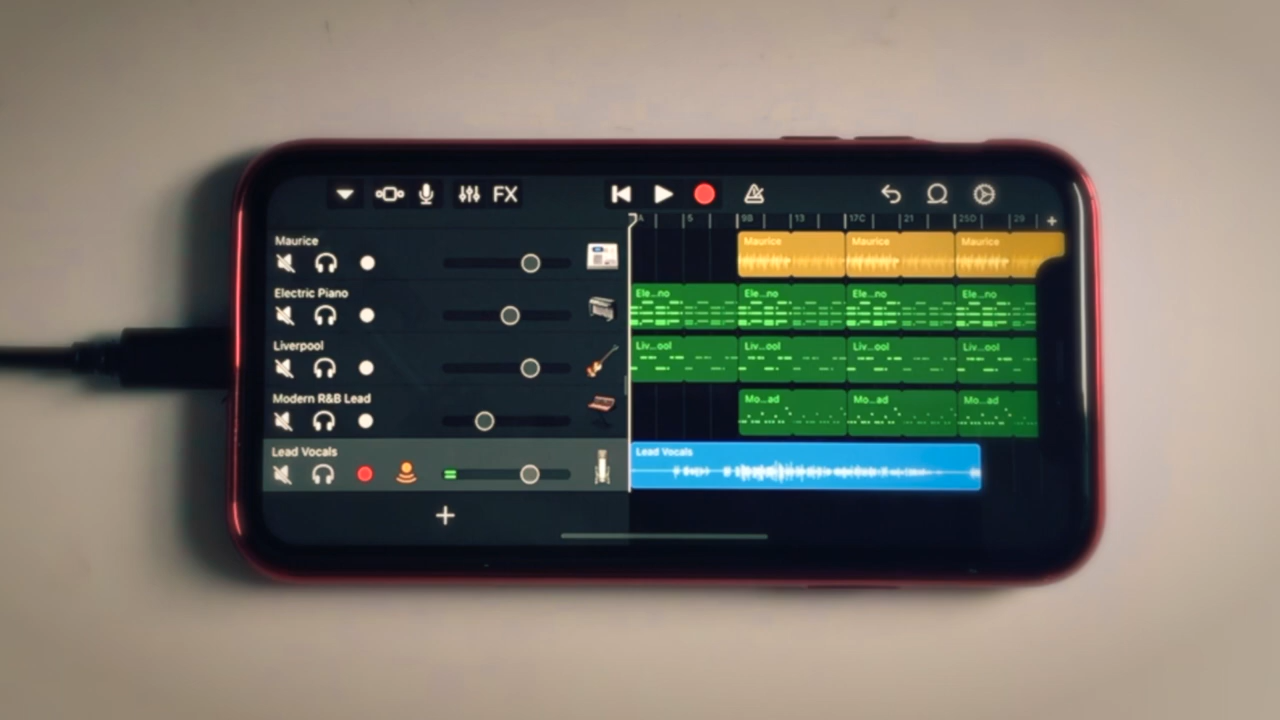 FX
A 5 9B 13 17C 21 25D 29
Maurice
Maurice Maurice Maurice
Electric Piano
Ele...no Ele...no Ele...no Ele...no
Liverpool
Liv...ool Liv...ool Liv...ool Liv...ool
Modern R&B Lead
Mo...ad Mo...ad Mo...ad
Lead Vocals
Lead Vocals